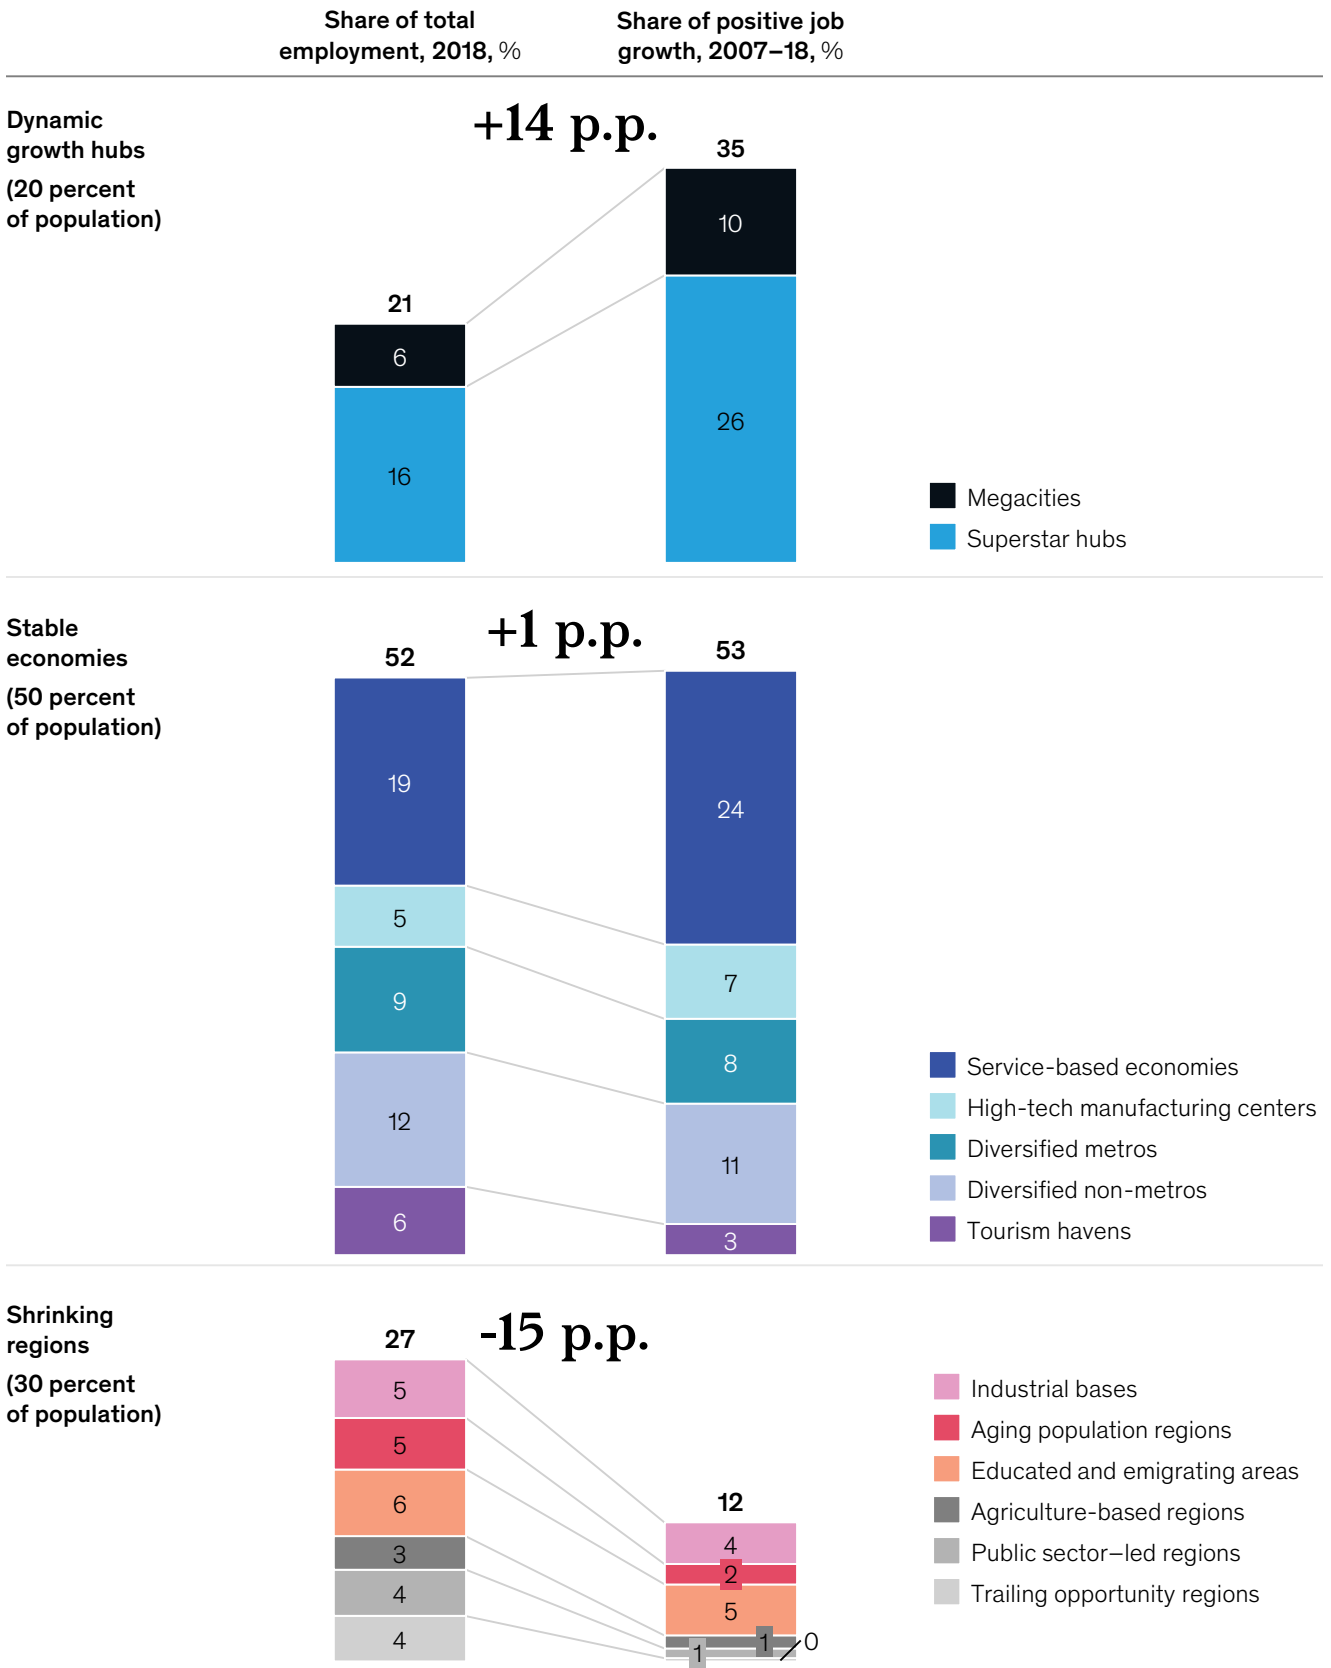 Share of total
employment, 2018, %
Share of positive job
growth, 2007–18, %
Dynamic
growth hubs
(20 percent
of population)
+14 p.p.
35
10
26
21
6
16
Megacities
Superstar hubs
Stable
economies
(50 percent
of population)
+1 p.p.
52
19
5
9
12
6
53
24
7
8
11
3
Service-based economies
High-tech manufacturing centers
Diversified metros
Diversified non-metros
Tourism havens
Shrinking
regions
(30 percent
of population)
-15 p.p.
27
5
5
6
3
4
4
12
4
2
5
1
1
0
Industrial bases
Aging population regions
Educated and emigrating areas
Agriculture-based regions
Public sector–led regions
Trailing opportunity regions